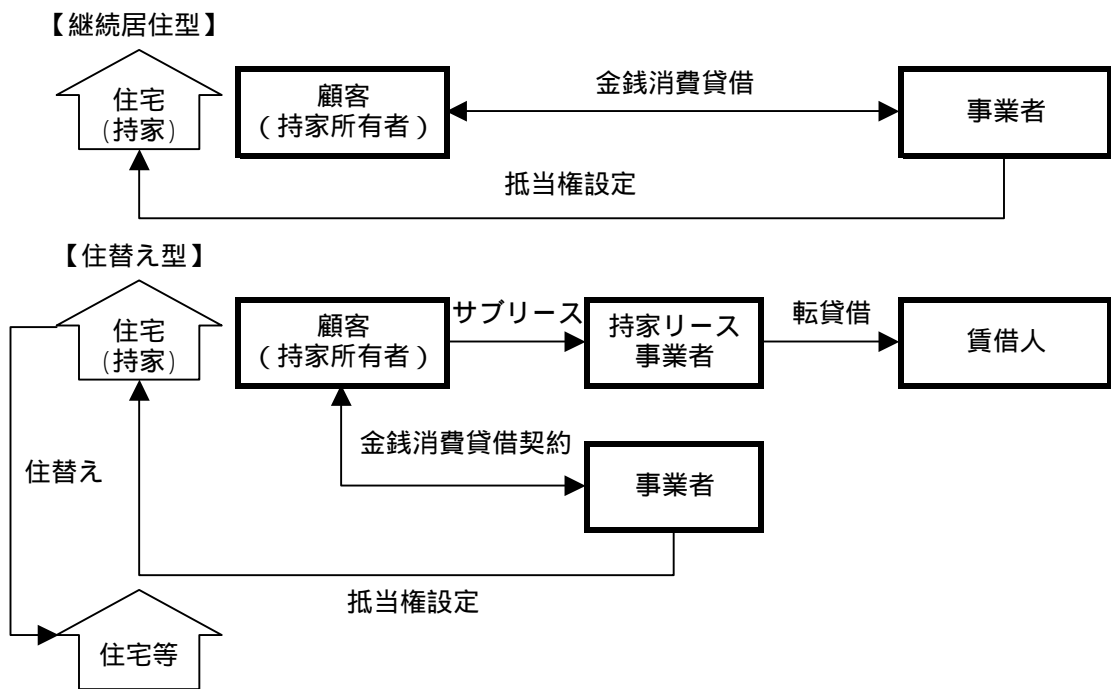 【継続居住型】
住宅
(持家)
顧客
(持家所有者)
金銭消費貸借
事業者
抵当権設定
【住替え型】
住宅
(持家)
顧客
(持家所有者)
サブリース
持家リース
事業者
転貸借
賃借人
金銭消費貸借契約
事業者
住替え
抵当権設定
住宅等